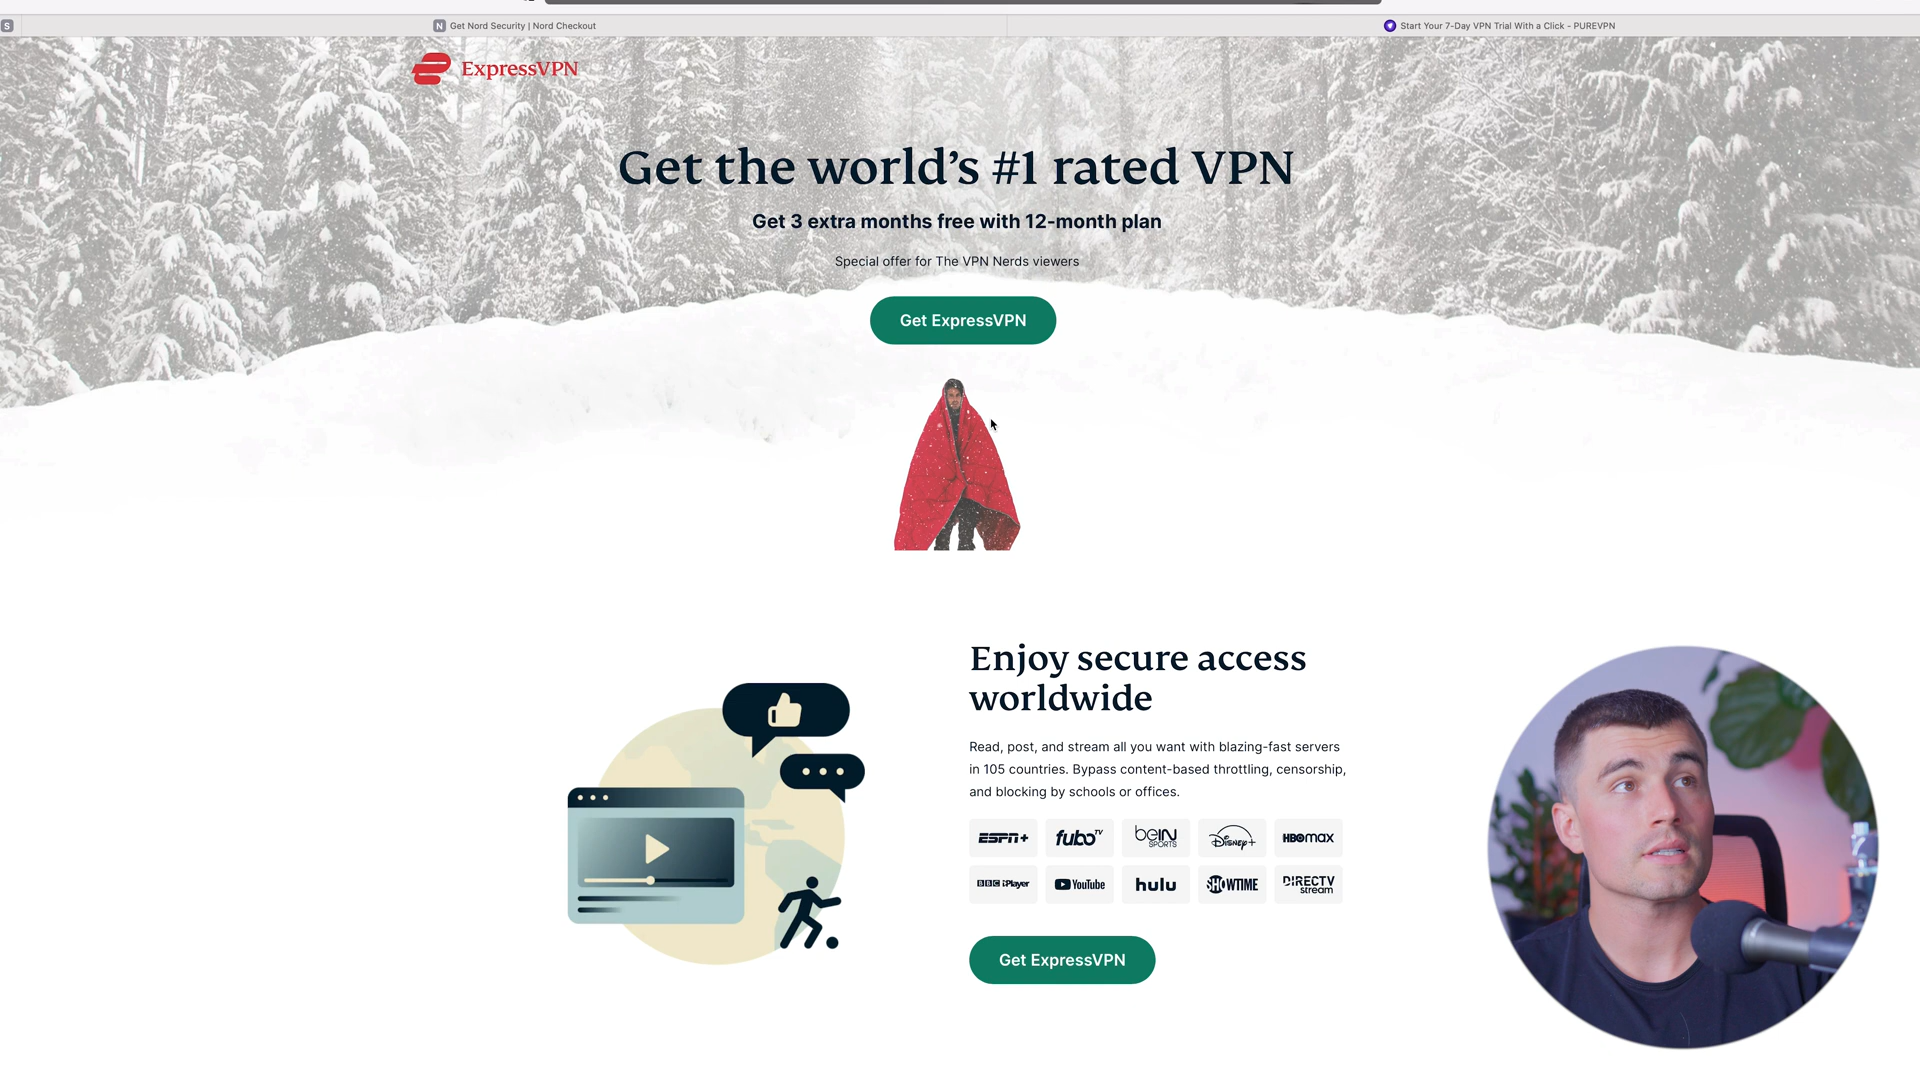 S
N Get Nord Security | Nord Checkout
Start Your 7-Day VPN Trial With a Click - PUREVPN
ExpressVPN
Get the world's #1 rated VPN
Get 3 extra months free with 12-month plan
Special offer for The VPN Nerds viewers
Get ExpressVPN
Enjoy secure access
worldwide
Read, post, and stream all you want with blazing-fast servers
in 105 countries. Bypass content-based throttling, censorship,
and blocking by schools or offices.
ESPN+ fuboTV beIN SPORTS Disney+ HBOMAX
BBC iPlayer YouTube hulu SHOWTIME DIRECTV stream
Get ExpressVPN